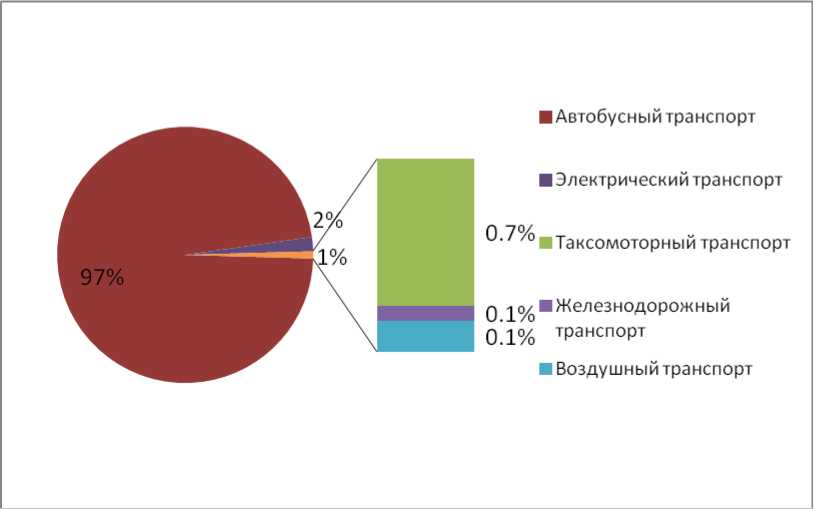 97%
2%
1%
0.7%
0.1%
0.1%
Автобусный транспорт
Электрический транспорт
Таксомоторный транспорт
Железнодорожный
транспорт
Воздушный транспорт